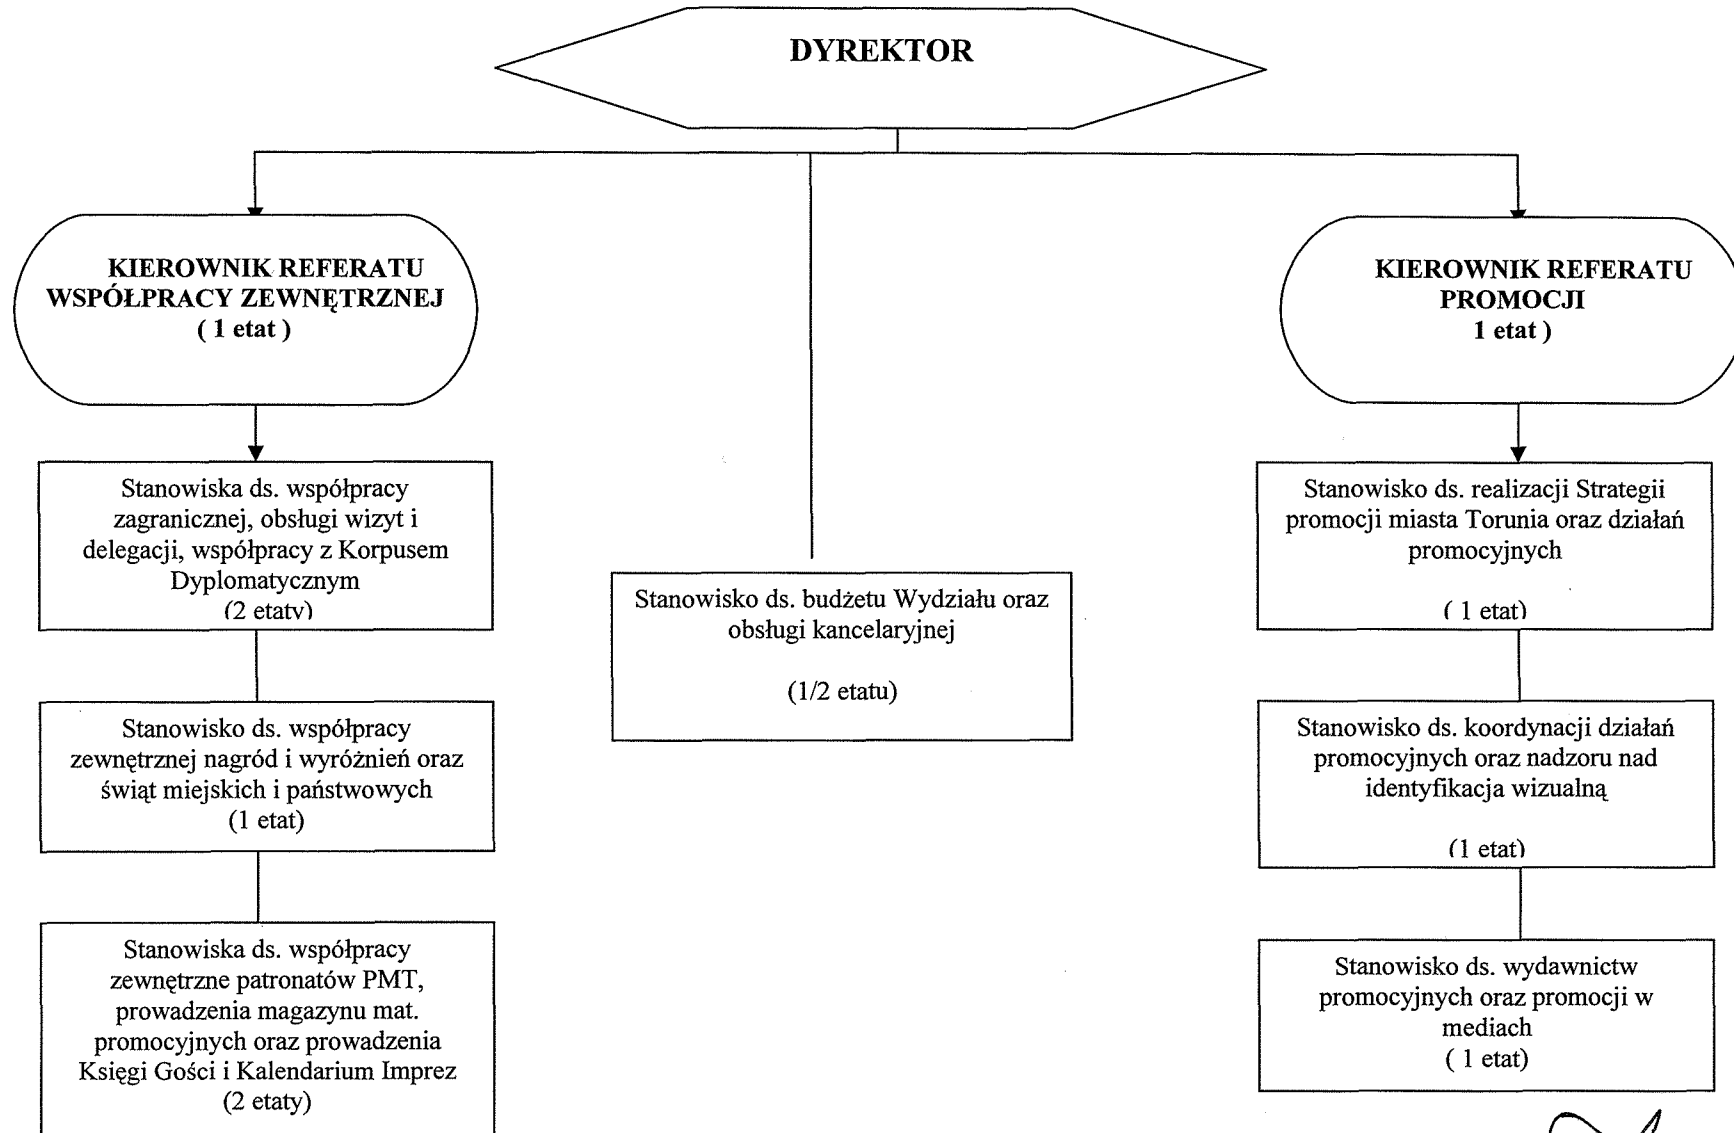 DYREKTOR
KIEROWNIK REFERATU
WSPÓŁPRACY ZEWNĘTRZNEJ
( 1 etat )
Stanowiska ds. współpracy
zagranicznej, obsługi wizyt i
delegacji, współpracy z Korpusem
Dyplomatycznym
(2 etaty)
Stanowisko ds. współpracy
zewnętrznej nagród i wyróżnień oraz
świąt miejskich i państwowych
(1 etat)
Stanowiska ds. współpracy
zewnętrzne patronatów PMT,
prowadzenia magazynu mat.
promocyjnych oraz prowadzenia
Księgi Gości i Kalendarium Imprez
(2 etaty)
Stanowisko ds. budżetu Wydziału oraz
obsługi kancelaryjnej
(1/2 etatu)
KIEROWNIK REFERATU
PROMOCJI
1 etat )
Stanowisko ds. realizacji Strategii
promocji miasta Torunia oraz działań
promocyjnych
( 1 etat)
Stanowisko ds. koordynacji działań
promocyjnych oraz nadzoru nad
identyfikacja wizualną
(1 etat)
Stanowisko ds. wydawnictw
promocyjnych oraz promocji w
mediach
( 1 etat)